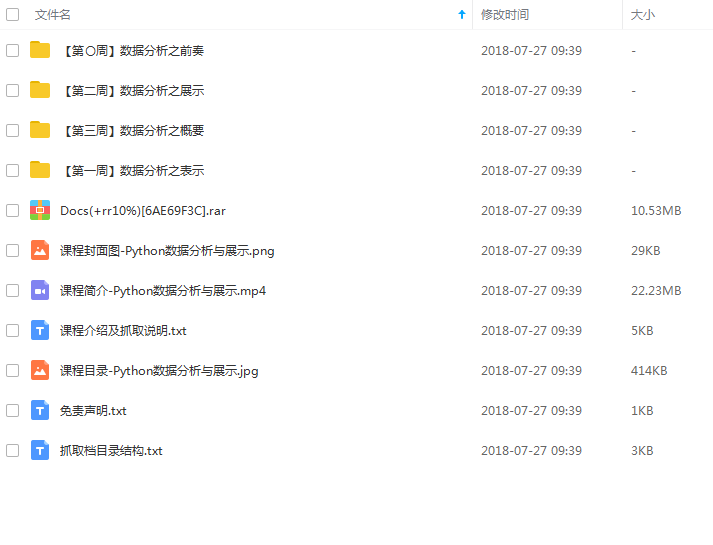 文件名 修改时间 大小
【第〇周】数据分析之前奏 2018-07-27 09:39 -
【第二周】数据分析之展示 2018-07-27 09:39 -
【第三周】数据分析之概要 2018-07-27 09:39 -
【第一周】数据分析之表示 2018-07-27 09:39 -
Docs(+rr10%)[6AE69F3C].rar 2018-07-27 09:39 10.53MB
课程封面图-Python数据分析与展示.png 2018-07-27 09:39 29KB
课程简介-Python数据分析与展示.mp4 2018-07-27 09:39 22.23MB
课程介绍及抓取说明.txt 2018-07-27 09:39 5KB
课程目录-Python数据分析与展示.jpg 2018-07-27 09:39 414KB
免责声明.txt 2018-07-27 09:39 1KB
抓取档目录结构.txt 2018-07-27 09:39 3KB